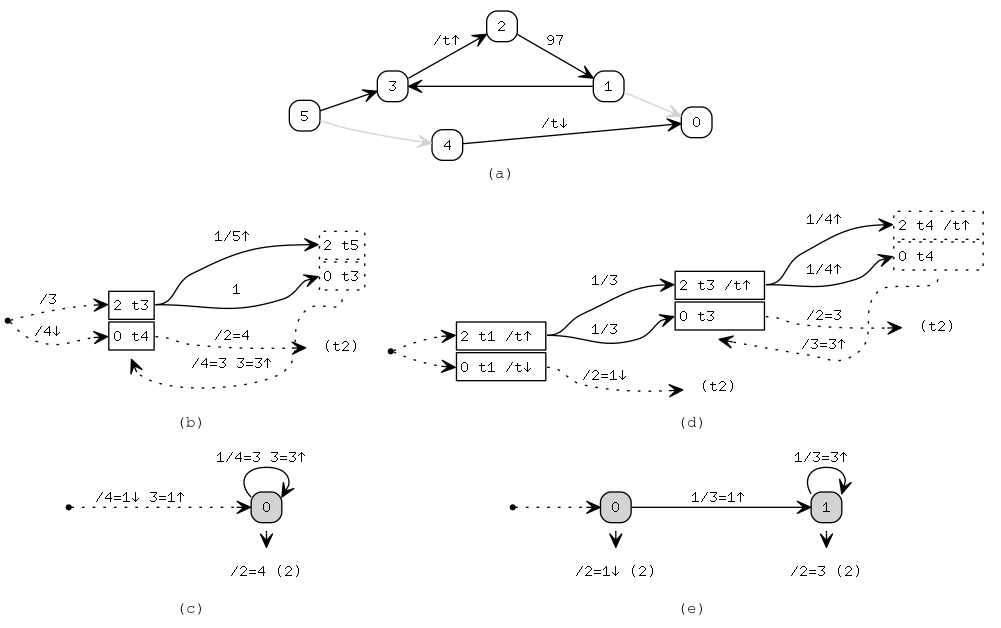 2
/t↑
97
3
1
5
0
/t↓
4
(a)
1/4↑
2 t4 /t↑
1/5↑
2 t5
0 t4
1/4↑
0 t3
1/3
1
2 t3 /t↑
/3
2 t3
0 t3
/2=3
(t2)
1/3
/4↓
0 t4
/2=4
2 t1 /t↑
(t2)
/3=3↑
/4=3 3=3↑
0 t1 /t↓
/2=1↓
(t2)
(b)
(d)
1/4=3 3=3↑
1/3=3↑
/4=1↓ 3=1↑
0
0
1/3=1↑
1
/2=4 (2)
/2=1↓ (2)
/2=3 (2)
(c)
(e)